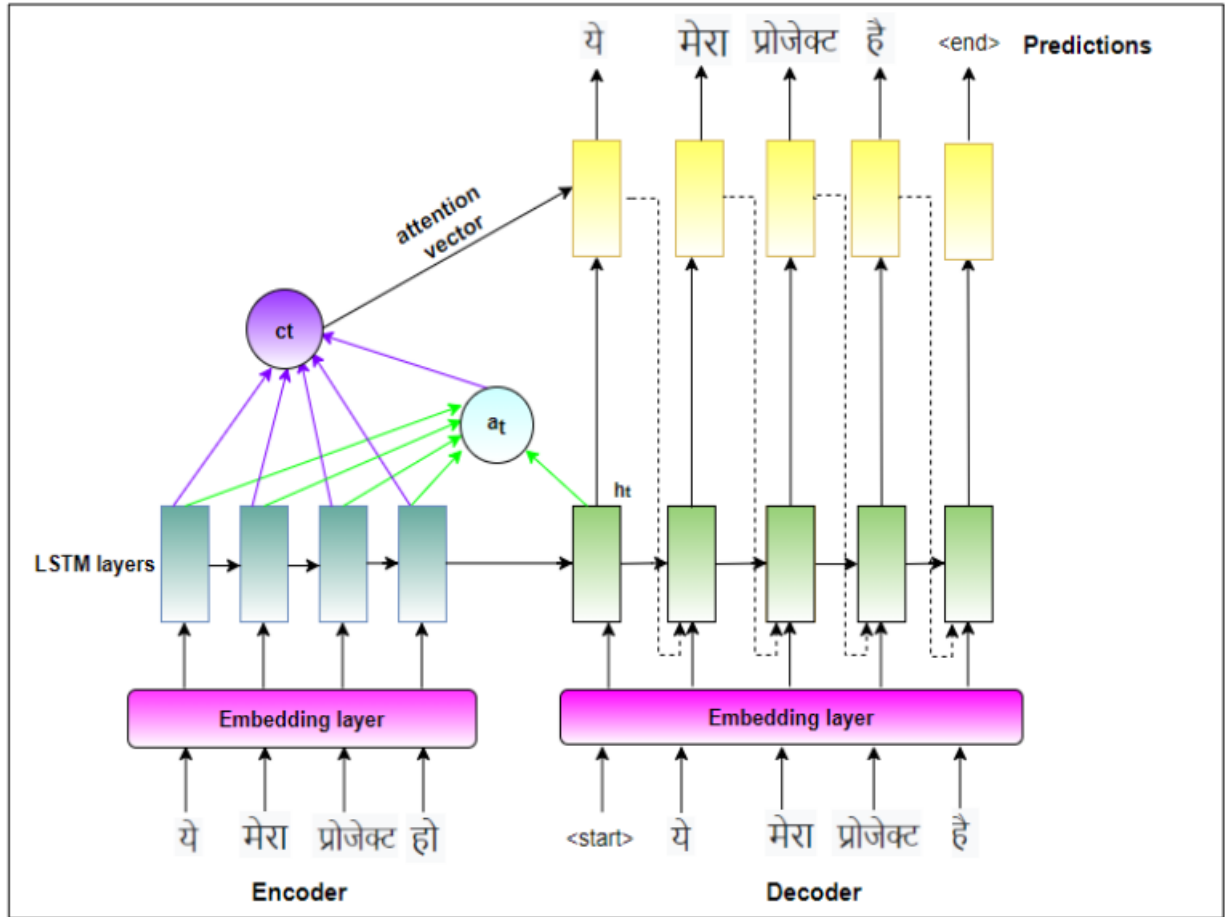 ये मेरा प्रोजेक्ट है <end> Predictions
attention
vector
ct
at
ht
LSTM layers
Embedding layer Embedding layer
ये मेरा प्रोजेक्ट हो <start> ये मेरा प्रोजेक्ट है
Encoder Decoder